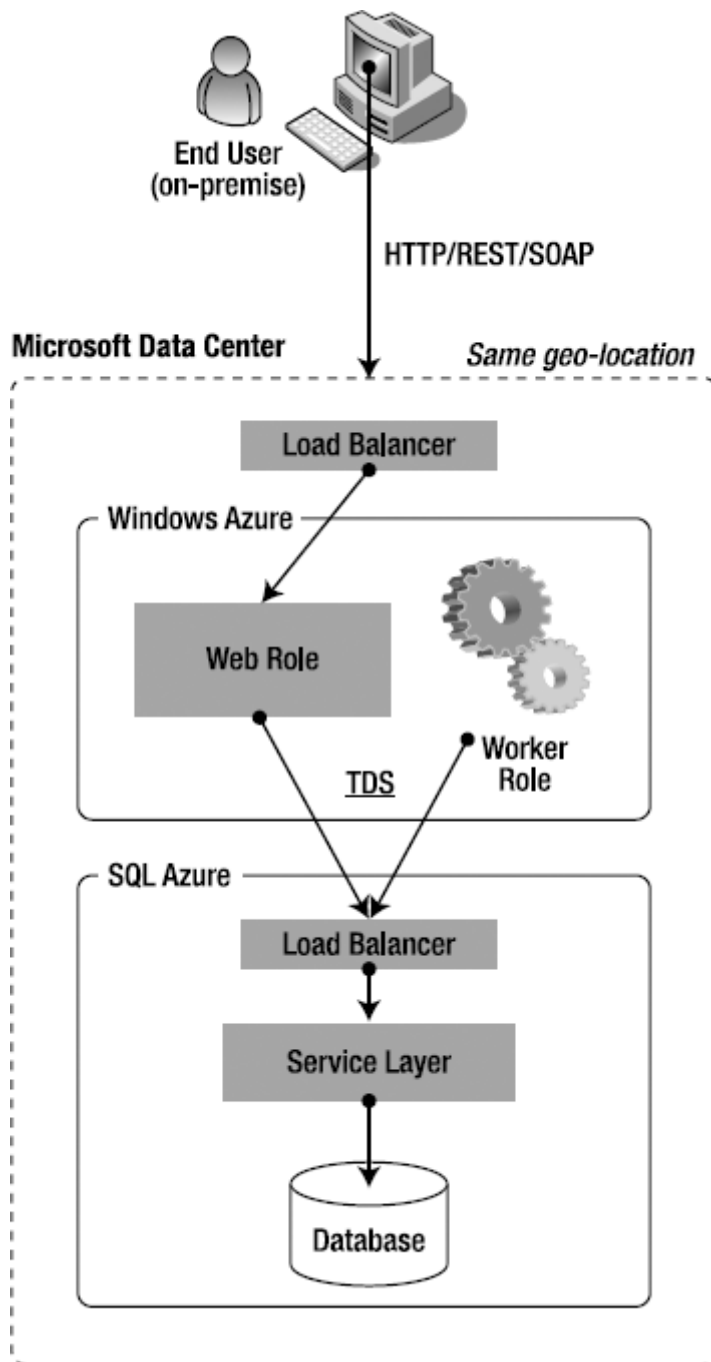 End User
(on-premise)
HTTP/REST/SOAP
Microsoft Data Center
Same geo-location
Load Balancer
Windows Azure
Web Role
Worker
Role
TDS
SQL Azure
Load Balancer
Service Layer
Database